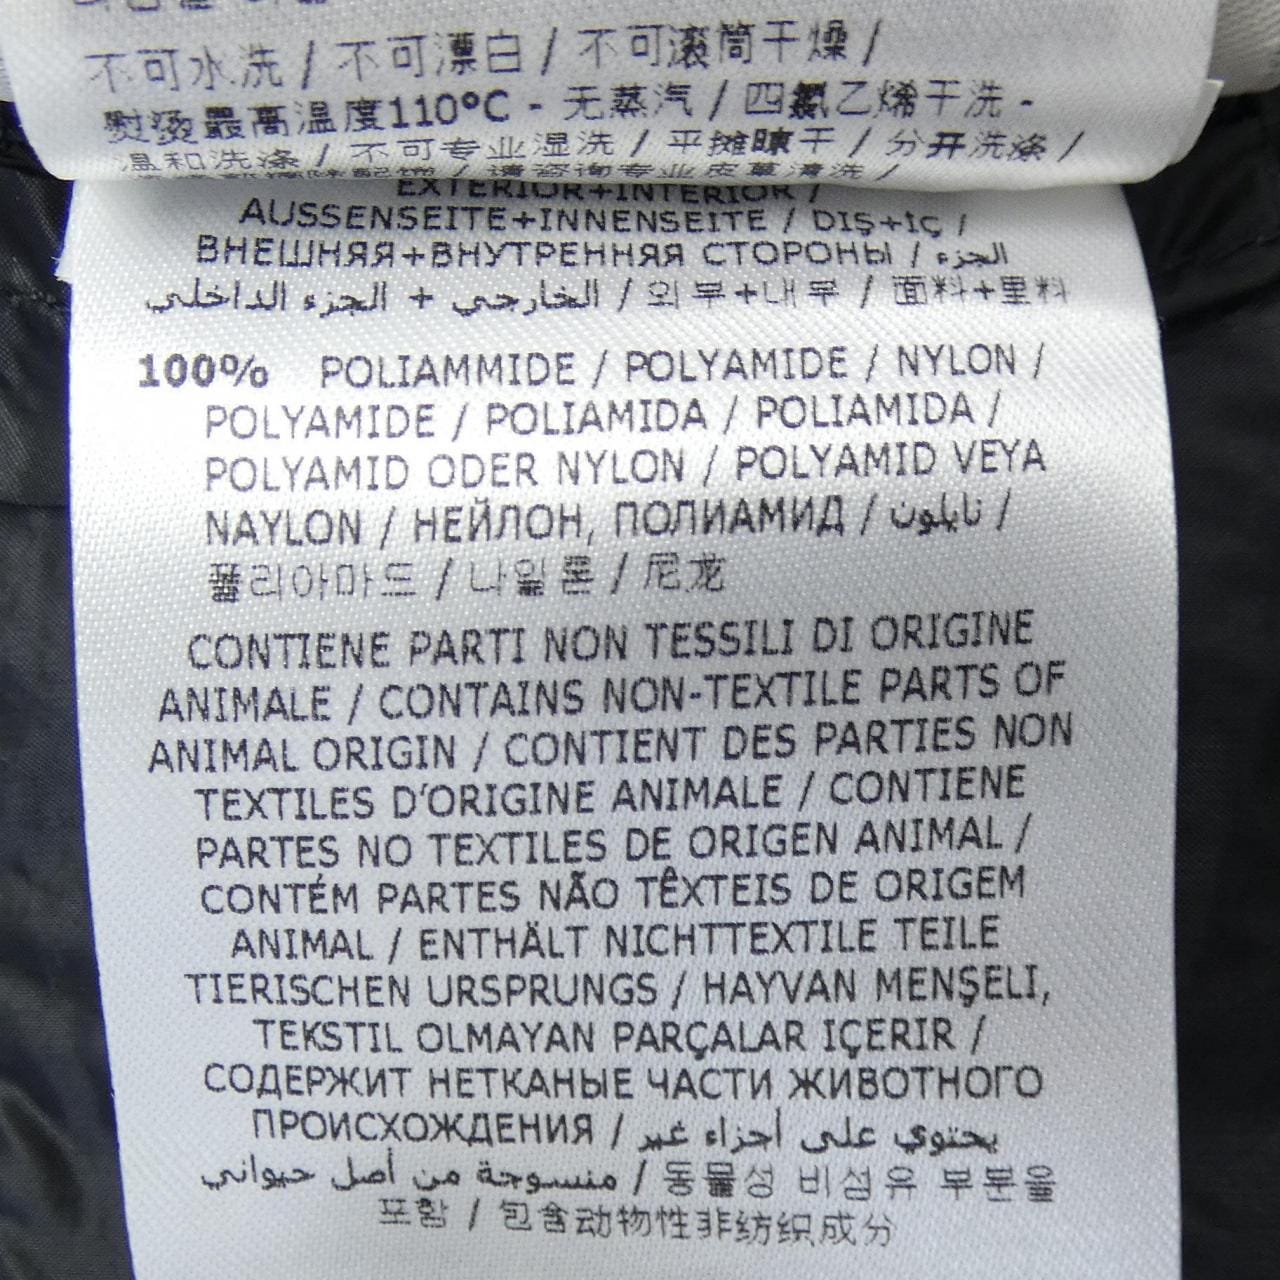 不可水洗 / 不可漂白 / 不可滚筒干燥 /
熨烫最高温度110°C - 无蒸汽 / 四氯乙烯干洗 -
温和洗涤 / 不可专业湿洗 / 平摊晾干 / 分开洗涤 /
/ 请咨询专业皮革清洗 /
EXTERIOR+INTERIOR /
AUSSENSEITE+INNENSEITE / DIŞ+İÇ /
ВНЕШНЯЯ+ВНУТРЕННЯЯ СТОРОНЫ / الجزء
الخارجي + الجزء الداخلي / 외부+내부 / 面料+里料
100% POLIAMMIDE / POLYAMIDE / NYLON /
POLYAMIDE / POLIAMIDA / POLIAMIDA /
POLYAMID ODER NYLON / POLYAMID VEYA
NAYLON / НЕЙЛОН, ПОЛИАМИД / نايلون /
폴리아마드 / 나일론 / 尼龙
CONTIENE PARTI NON TESSILI DI ORIGINE
ANIMALE / CONTAINS NON-TEXTILE PARTS OF
ANIMAL ORIGIN / CONTIENT DES PARTIES NON
TEXTILES D'ORIGINE ANIMALE / CONTIENE
PARTES NO TEXTILES DE ORIGEN ANIMAL /
CONTÉM PARTES NÃO TÊXTEIS DE ORIGEM
ANIMAL / ENTHÄLT NICHTTEXTILE TEILE
TIERISCHEN URSPRUNGS / HAYVAN MENŞELI,
TEKSTIL OLMAYAN PARÇALAR IÇERIR /
СОДЕРЖИТ НЕТКАНЫЕ ЧАСТИ ЖИВОТНОГО
ПРОИСХОЖДЕНИЯ / يحتوي على أجزاء غير
منسوجة من أصل حيواني / 동물성 비섬유 부분을
포함 / 包含动物性非纺织成分